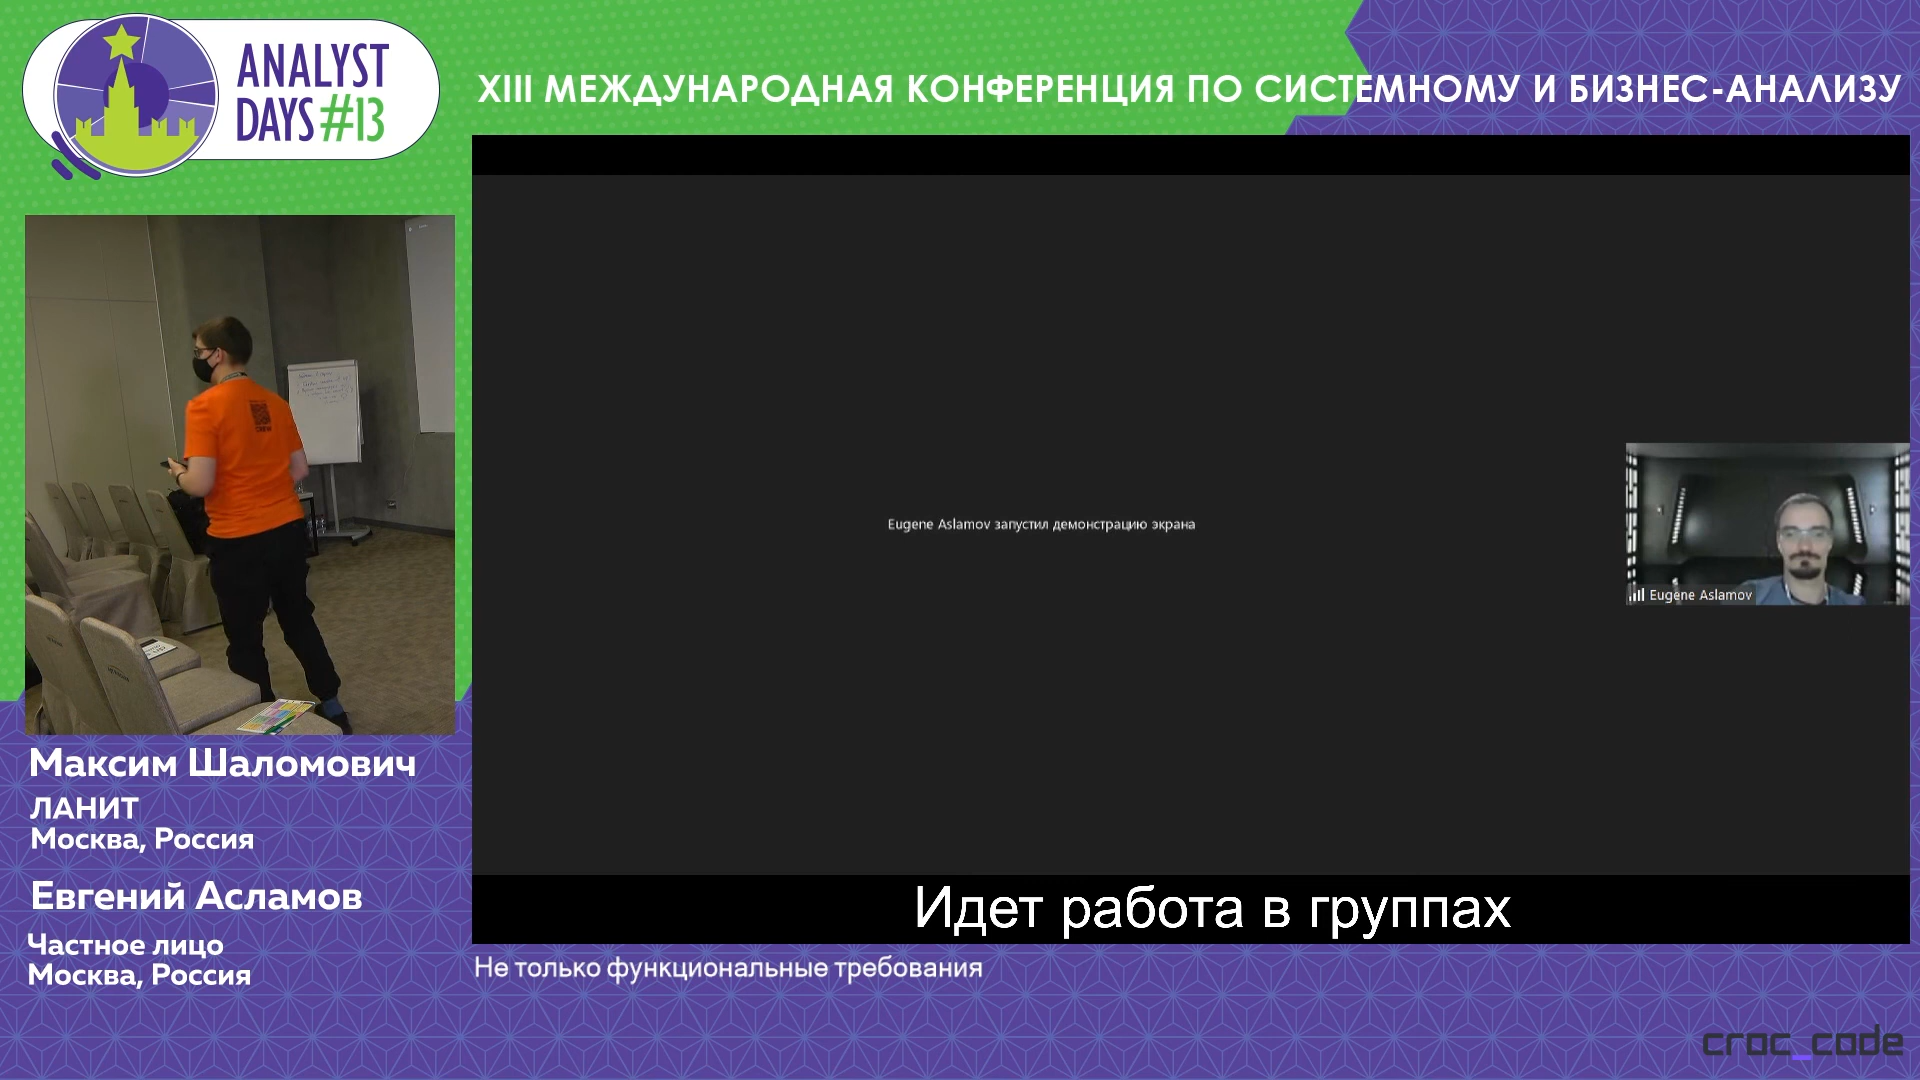 ANALYST
DAYS #13
XIII МЕЖДУНАРОДНАЯ КОНФЕРЕНЦИЯ ПО СИСТЕМНОМУ И БИЗНЕС-АНАЛИЗУ
Eugene Aslamov запустил демонстрацию экрана
Eugene Aslamov
Максим Шаломович
ЛАНИТ
Москва, Россия
Евгений Асламов
Частное лицо
Москва, Россия
Идет работа в группах
Не только функциональные требования
croc_code